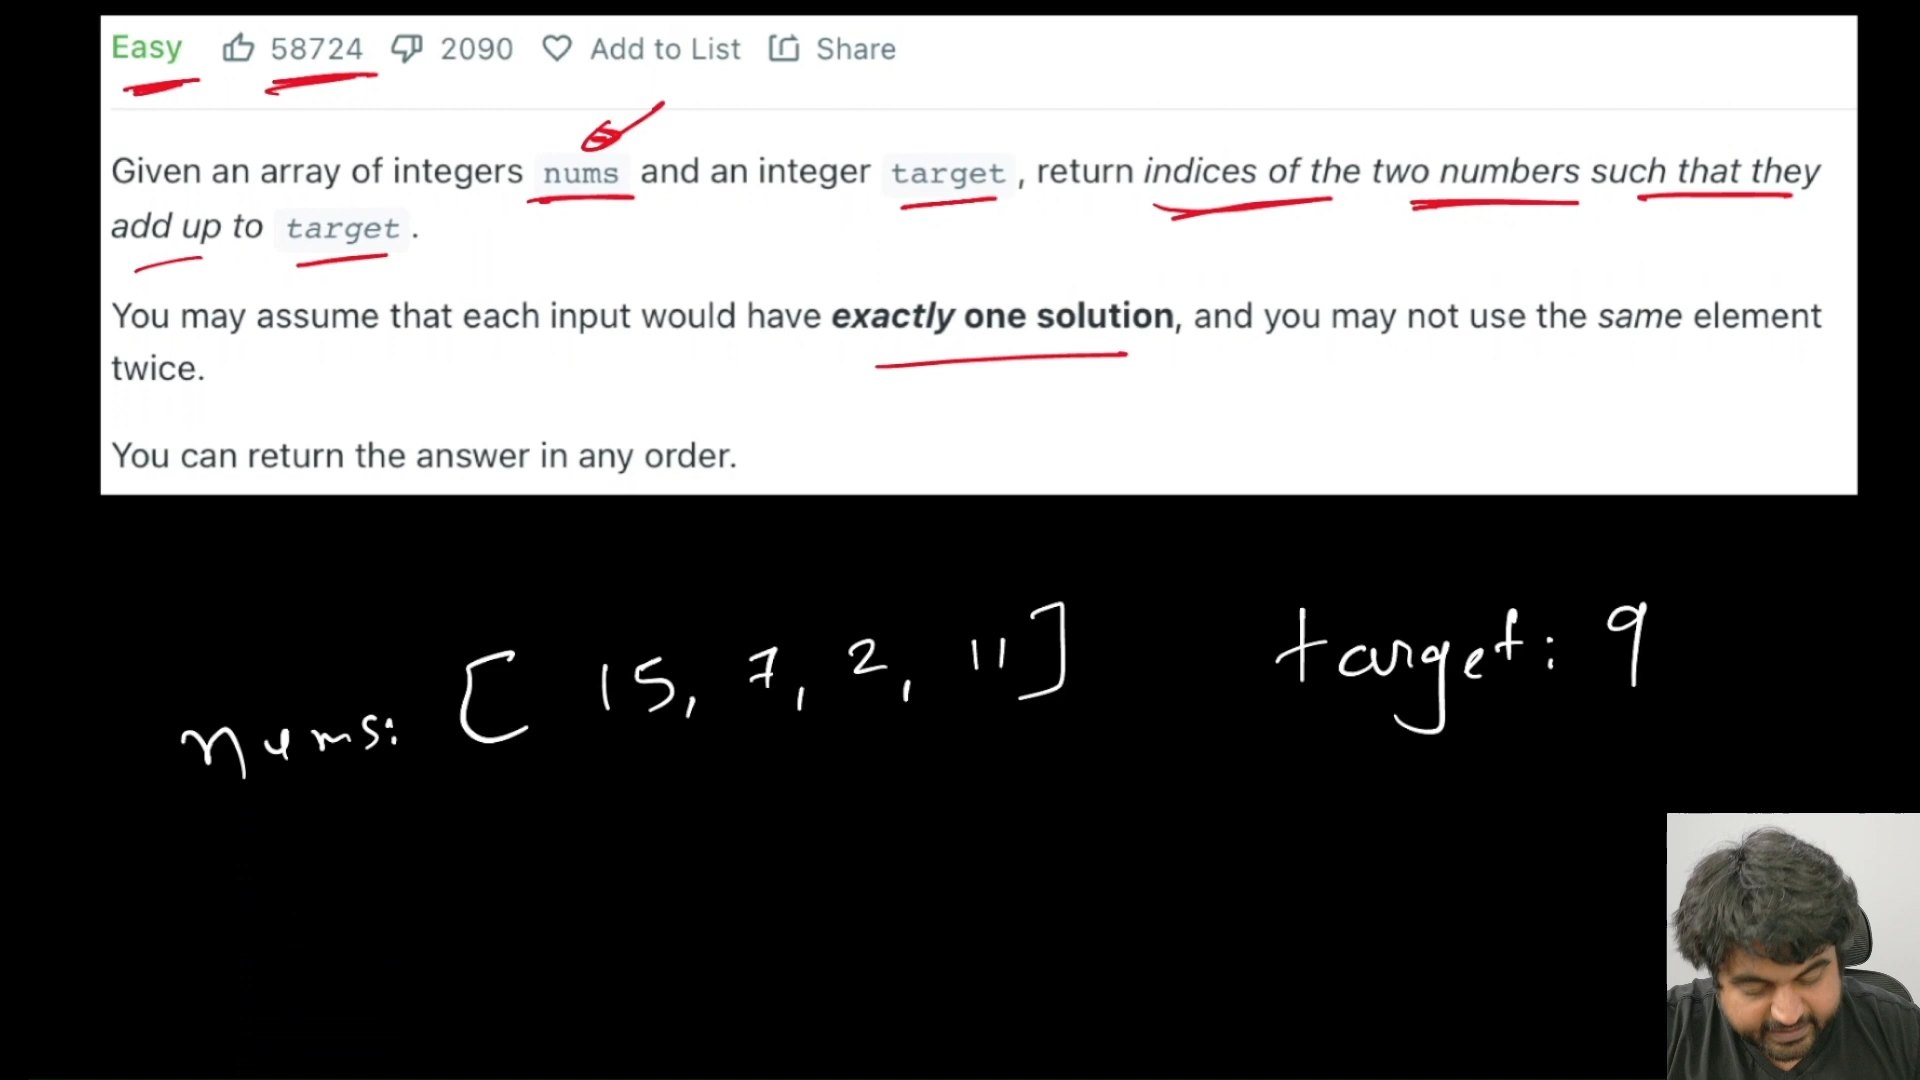 Easy 58724 2090 Add to List Share
Given an array of integers nums and an integer target, return indices of the two numbers such that they
add up to target.
You may assume that each input would have exactly one solution, and you may not use the same element
twice.
You can return the answer in any order.
nums: [ 15, 7, 2, 11 ] target: 9